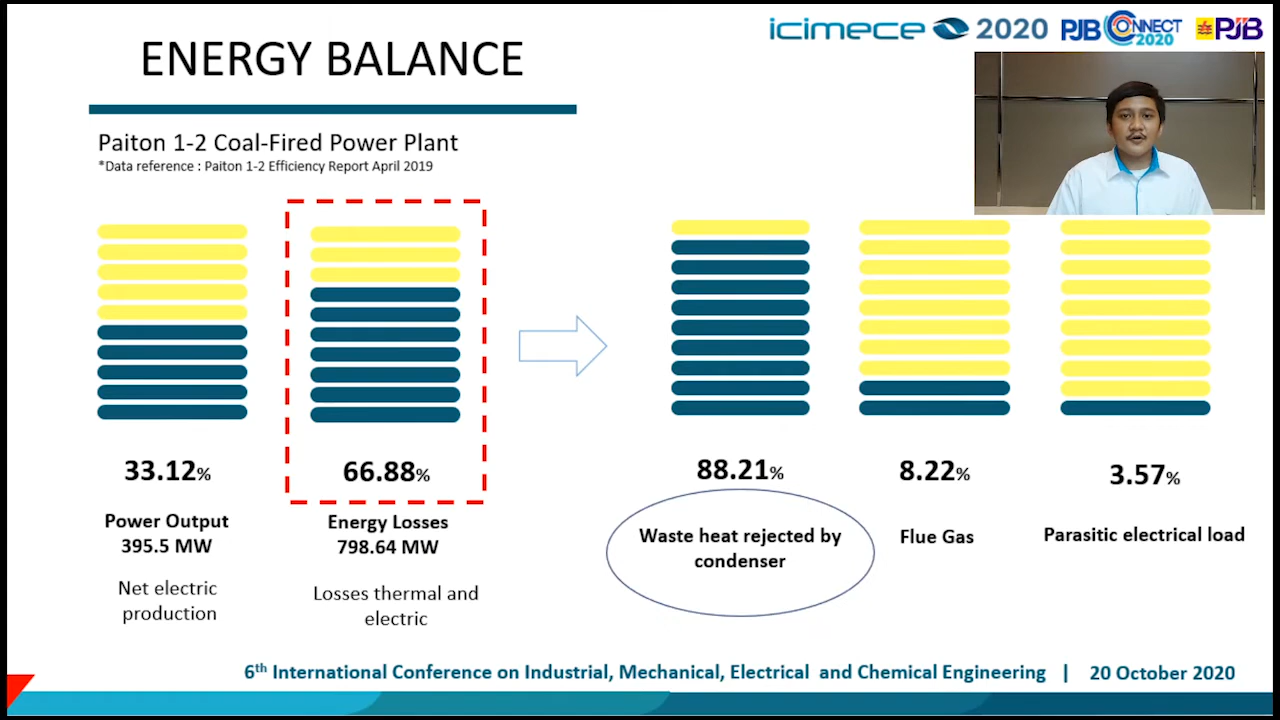 icimece 2020 PJB CONNECT 2020 PJB
ENERGY BALANCE
Paiton 1-2 Coal-Fired Power Plant
*Data reference : Paiton 1-2 Efficiency Report April 2019
33.12%
Power Output
395.5 MW
Net electric
production
66.88%
Energy Losses
798.64 MW
Losses thermal and
electric
88.21%
Waste heat rejected by
condenser
8.22%
Flue Gas
3.57%
Parasitic electrical load
6th International Conference on Industrial, Mechanical, Electrical and Chemical Engineering | 20 October 2020